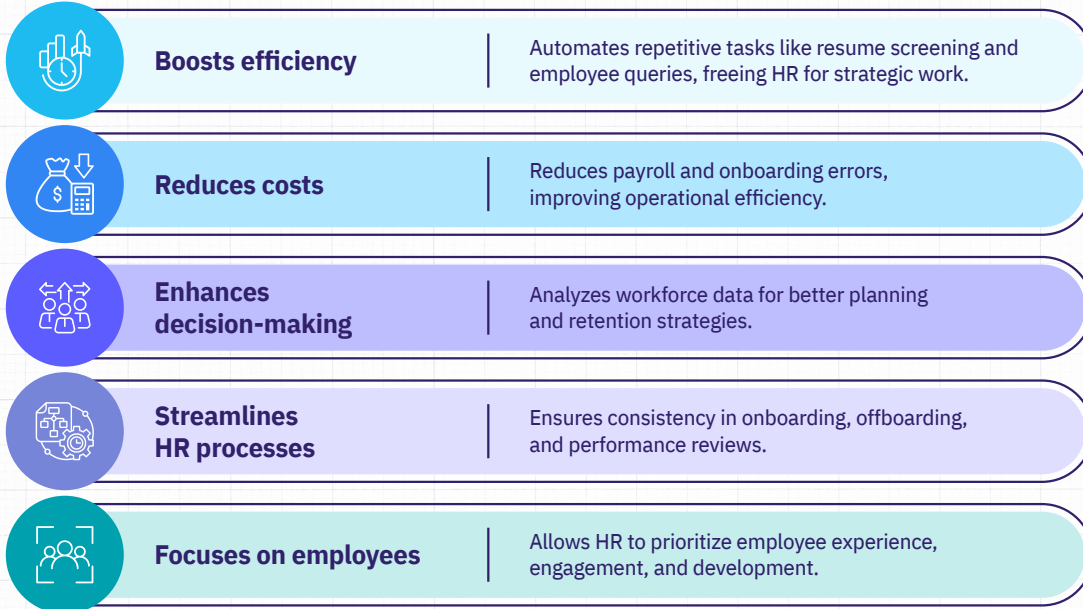 Boosts efficiency
Automates repetitive tasks like resume screening and
employee queries, freeing HR for strategic work.
$
Reduces costs
Reduces payroll and onboarding errors,
improving operational efficiency.
Enhances
decision-making
Analyzes workforce data for better planning
and retention strategies.
Streamlines
HR processes
Ensures consistency in onboarding, offboarding,
and performance reviews.
Focuses on employees
Allows HR to prioritize employee experience,
engagement, and development.